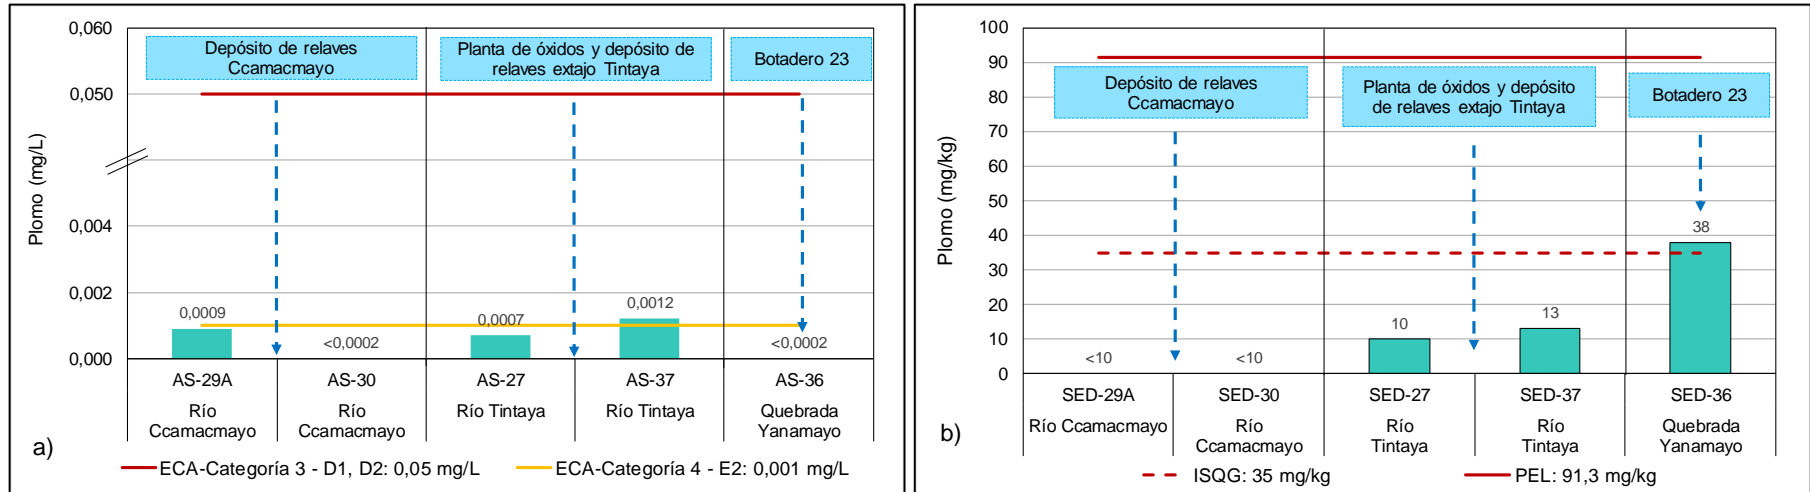 0,060
0,050
0,004
0,002
0,000
Plomo (mg/L)
Depósito de relaves
Ccamacmayo
Planta de óxidos y depósito de
relaves extajo Tintaya
Botadero 23
0,0009
<0,0002
0,0007
0,0012
<0,0002
AS-29A
AS-30
AS-27
AS-37
AS-36
Río
Ccamacmayo
Río
Ccamacmayo
Río Tintaya
Río Tintaya
Quebrada
Yanamayo
a)
ECA-Categoría 3 - D1, D2: 0,05 mg/L
ECA-Categoría 4 - E2: 0,001 mg/L
100
90
80
70
60
50
40
30
20
10
0
Plomo (mg/kg)
Depósito de relaves
Ccamacmayo
Planta de óxidos y depósito
de relaves extajo Tintaya
Botadero 23
<10
<10
10
13
38
SED-29A
SED-30
SED-27
SED-37
SED-36
Río Ccamacmayo
Río
Ccamacmayo
Río
Tintaya
Río
Tintaya
Quebrada
Yanamayo
b)
ISQG: 35 mg/kg
PEL: 91,3 mg/kg